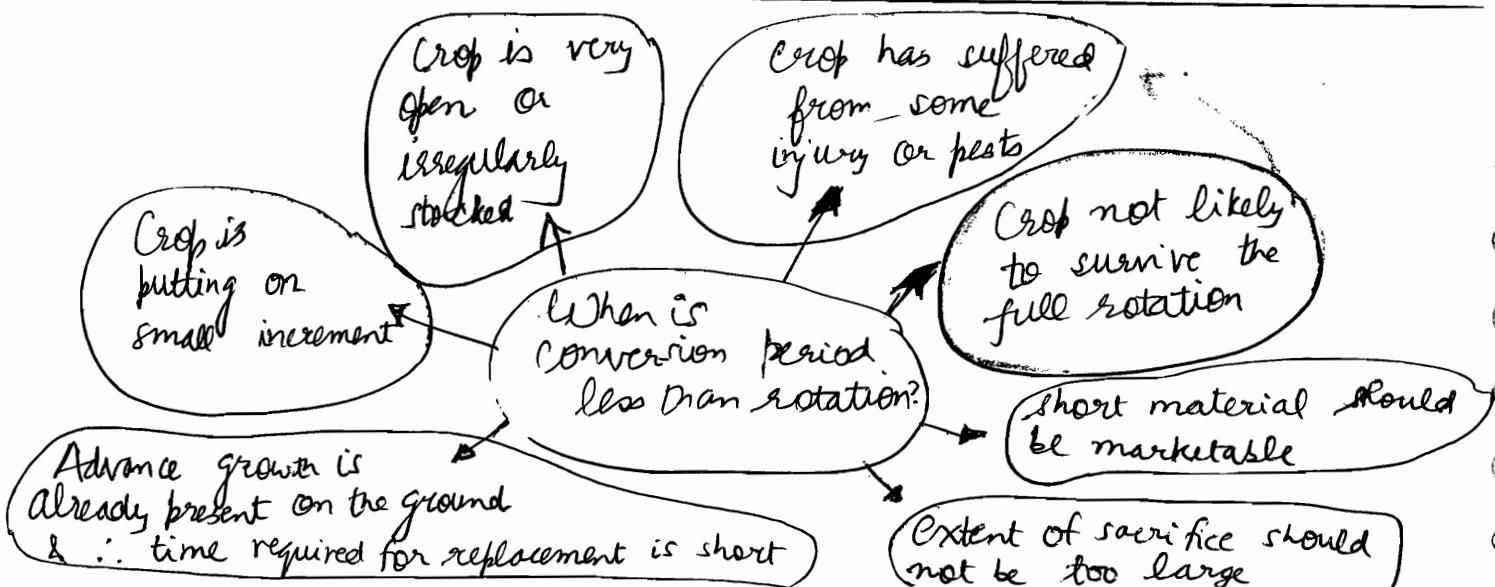 Crop is very
open or
irregularly
stocked
Crop has suffered
from some
injury or pests
Crop is
putting on
small increment
Crop not likely
to survive the
full rotation
When is
conversion period
less than rotation?
short material should
be marketable
Advance growth is
already present on the ground
& ∴ time required for replacement is short
extent of sacrifice should
not be too large